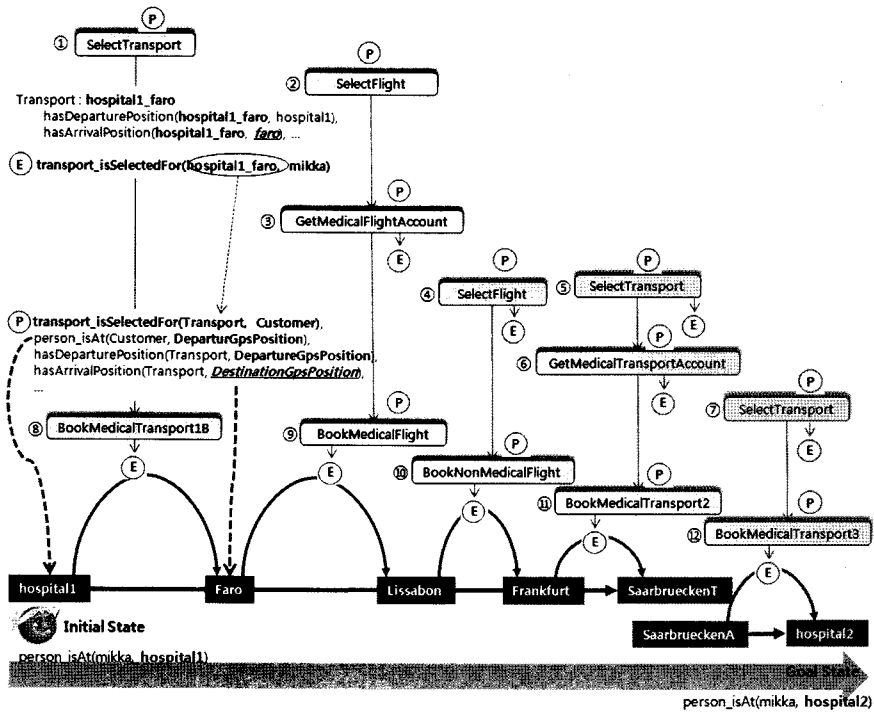 P
① SelectTransport
P
② SelectFlight
Transport : hospital1_faro
hasDeparturePosition(hospital1_faro, hospital1),
hasArrivalPosition(hospital1_faro, faro), ...
E transport_isSelectedFor(hospital1_faro, mikka)
P
③ GetMedicalFlightAccount
E
P
④ SelectFlight
E
P
⑤ SelectTransport
E
P transport_isSelectedFor(Transport, Customer),
person_isAt(Customer, DeparturGpsPosition),
hasDeparturePosition(Transport, DepartureGpsPosition),
hasArrivalPosition(Transport, DestinationGpsPosition),
...
P
⑥ GetMedicalTransportAccount
E
P
⑦ SelectTransport
E
⑧ BookMedicalTransport1B
E
P
⑨ BookMedicalFlight
E
P
⑩ BookNonMedicalFlight
E
P
⑪ BookMedicalTransport2
E
P
⑫ BookMedicalTransport3
E
hospital1
Faro
Lissabon
Frankfurt
SaarbrueckenT
SaarbrueckenA
hospital2
Initial State
person_isAt(mikka, hospital1)
Goal State
person_isAt(mikka, hospital2)